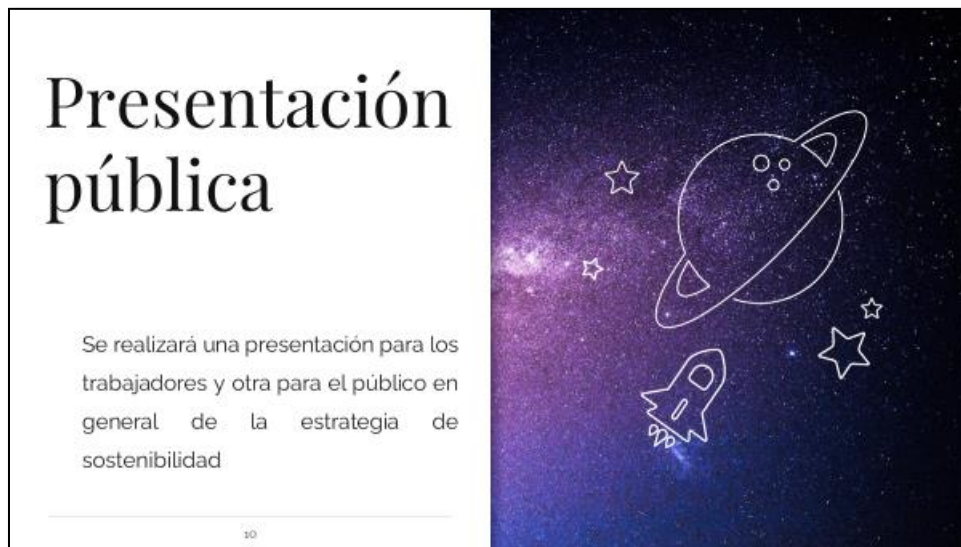 Presentación
pública
Se realizará una presentación para los
trabajadores y otra para el público en
general de la estrategia de
sostenibilidad
10